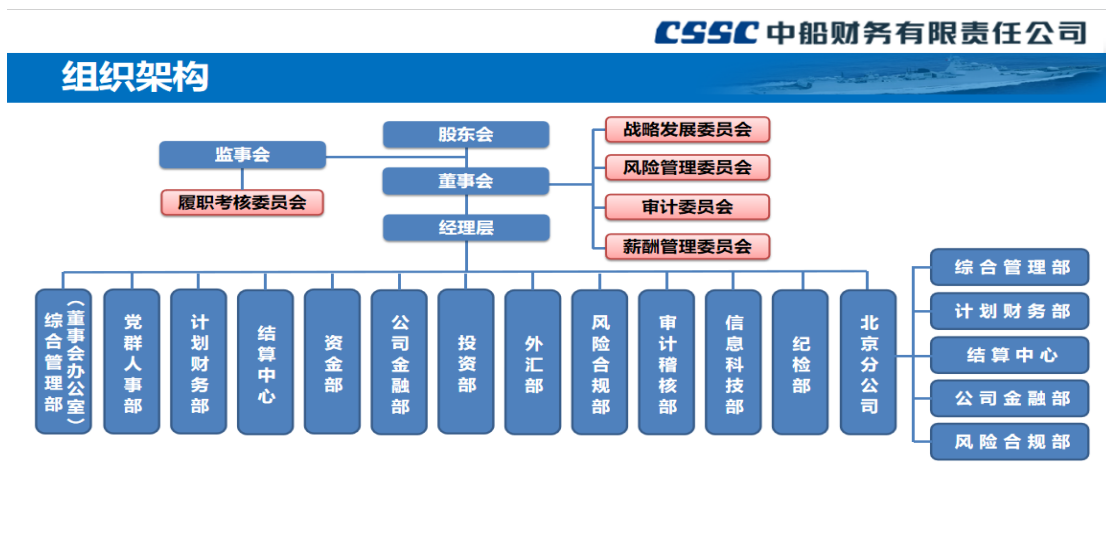 CSSC 中船财务有限责任公司
组织架构
股东会
监事会
董事会
履职考核委员会
经理层
战略发展委员会
风险管理委员会
审计委员会
薪酬管理委员会
综合管理部
（董事会办公室）
党群人事部
计划财务部
结算中心
资金部
公司金融部
投资部
外汇部
风险合规部
审计稽核部
信息科技部
纪检部
北京分公司
综合管理部
计划财务部
结算中心
公司金融部
风险合规部